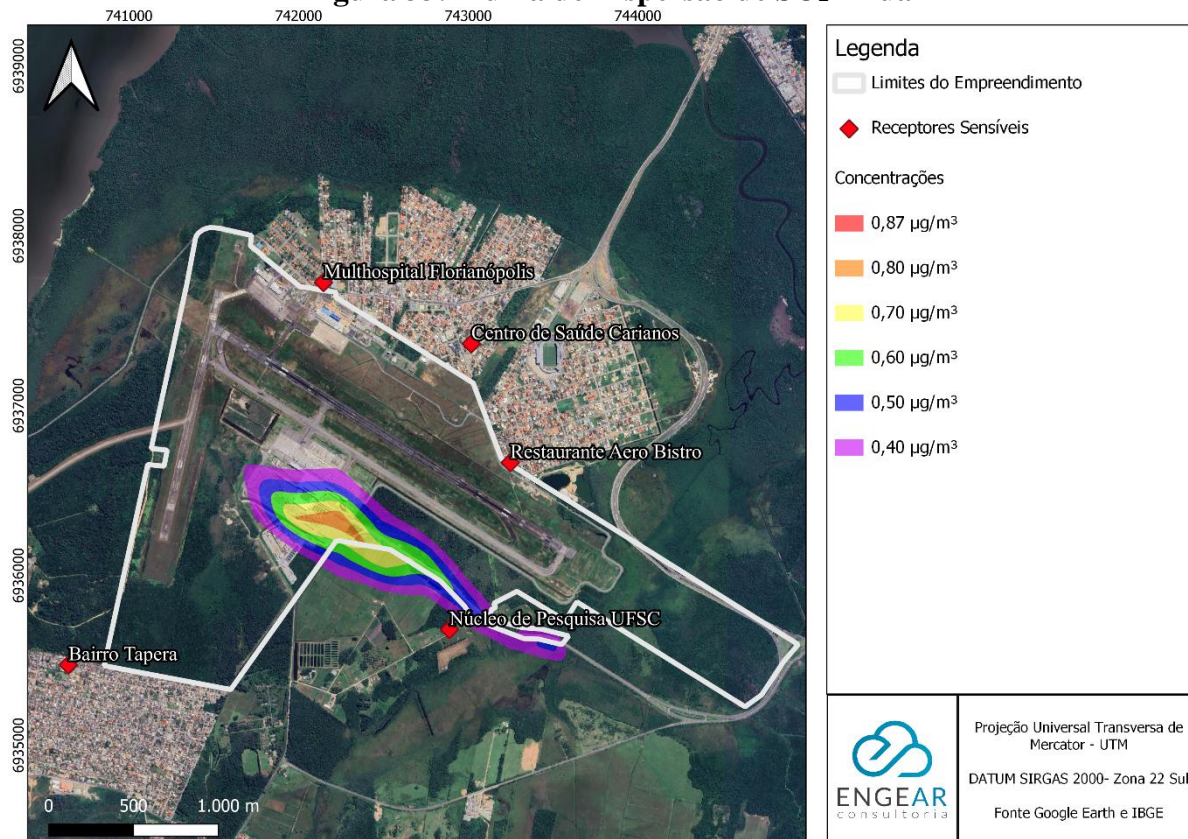 741000
742000
743000
744000
6939000
6938000
6937000
6936000
6935000
Multhospital Florianópolis
Centro de Saúde Carianos
Restaurante Aero Bistro
Núcleo de Pesquisa UFSC
Bairro Tapera
0 500 1.000 m
Legenda
Limites do Empreendimento
Receptores Sensíveis
Concentrações
0,87 µg/m³
0,80 µg/m³
0,70 µg/m³
0,60 µg/m³
0,50 µg/m³
0,40 µg/m³
ENGEAR
consultoria
Projeção Universal Transversa de
Mercator - UTM
DATUM SIRGAS 2000- Zona 22 Sul
Fonte Google Earth e IBGE